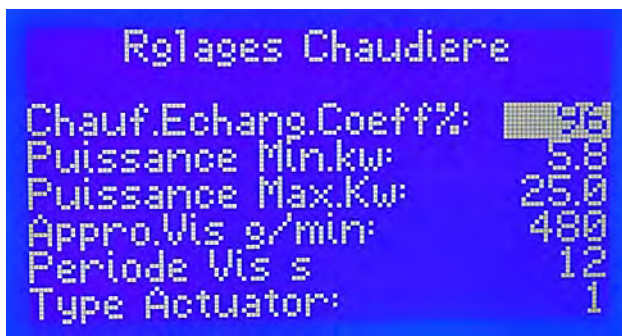 Rglages Chaudiere
Chauf.Echang.Coeff%:
Puissance Min.kw: 5.8
Puissance Max.Kw: 25.0
Appro.Vis g/min: 480
Periode Vis s 12
Type Actuator: 1